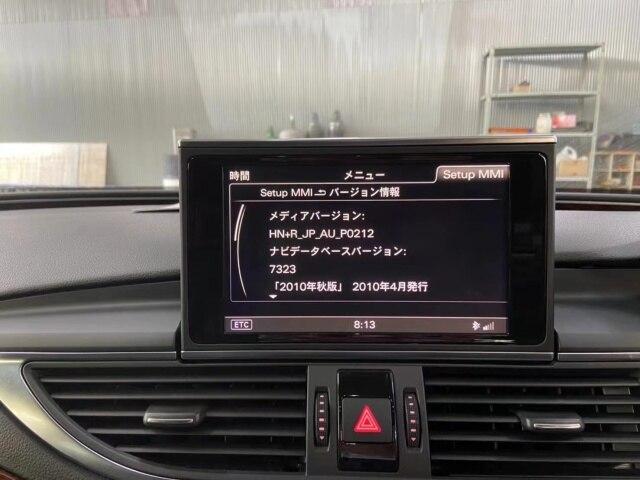 時間 メニュー Setup MMI
Setup MMI バージョン情報
メディアバージョン:
HN+R_JP_AU_P0212
ナビデータベースバージョン:
7323
「2010年秋版」 2010年4月発行
ETC 8:13